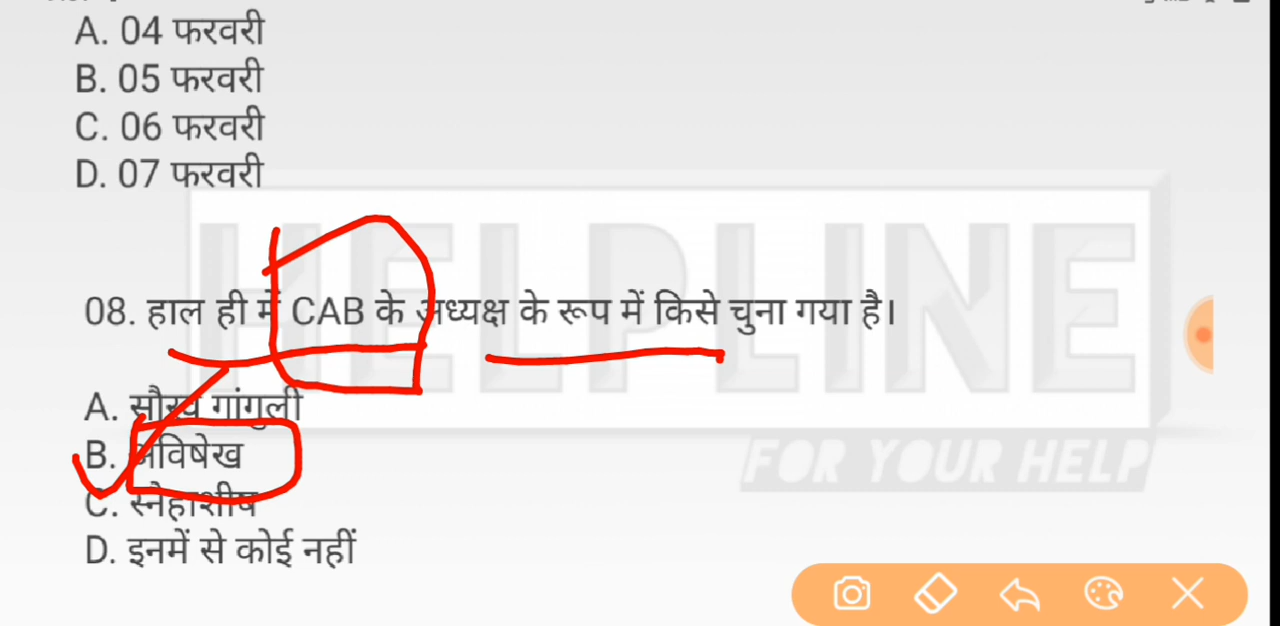 A. 04 फरवरी
B. 05 फरवरी
C. 06 फरवरी
D. 07 फरवरी
HELPLINE
FOR YOUR HELP
08. हाल ही में CAB के अध्यक्ष के रूप में किसे चुना गया है।
A. सौरव गांगुली
B. अविषेख
C. स्नेहाशीष
D. इनमें से कोई नहीं